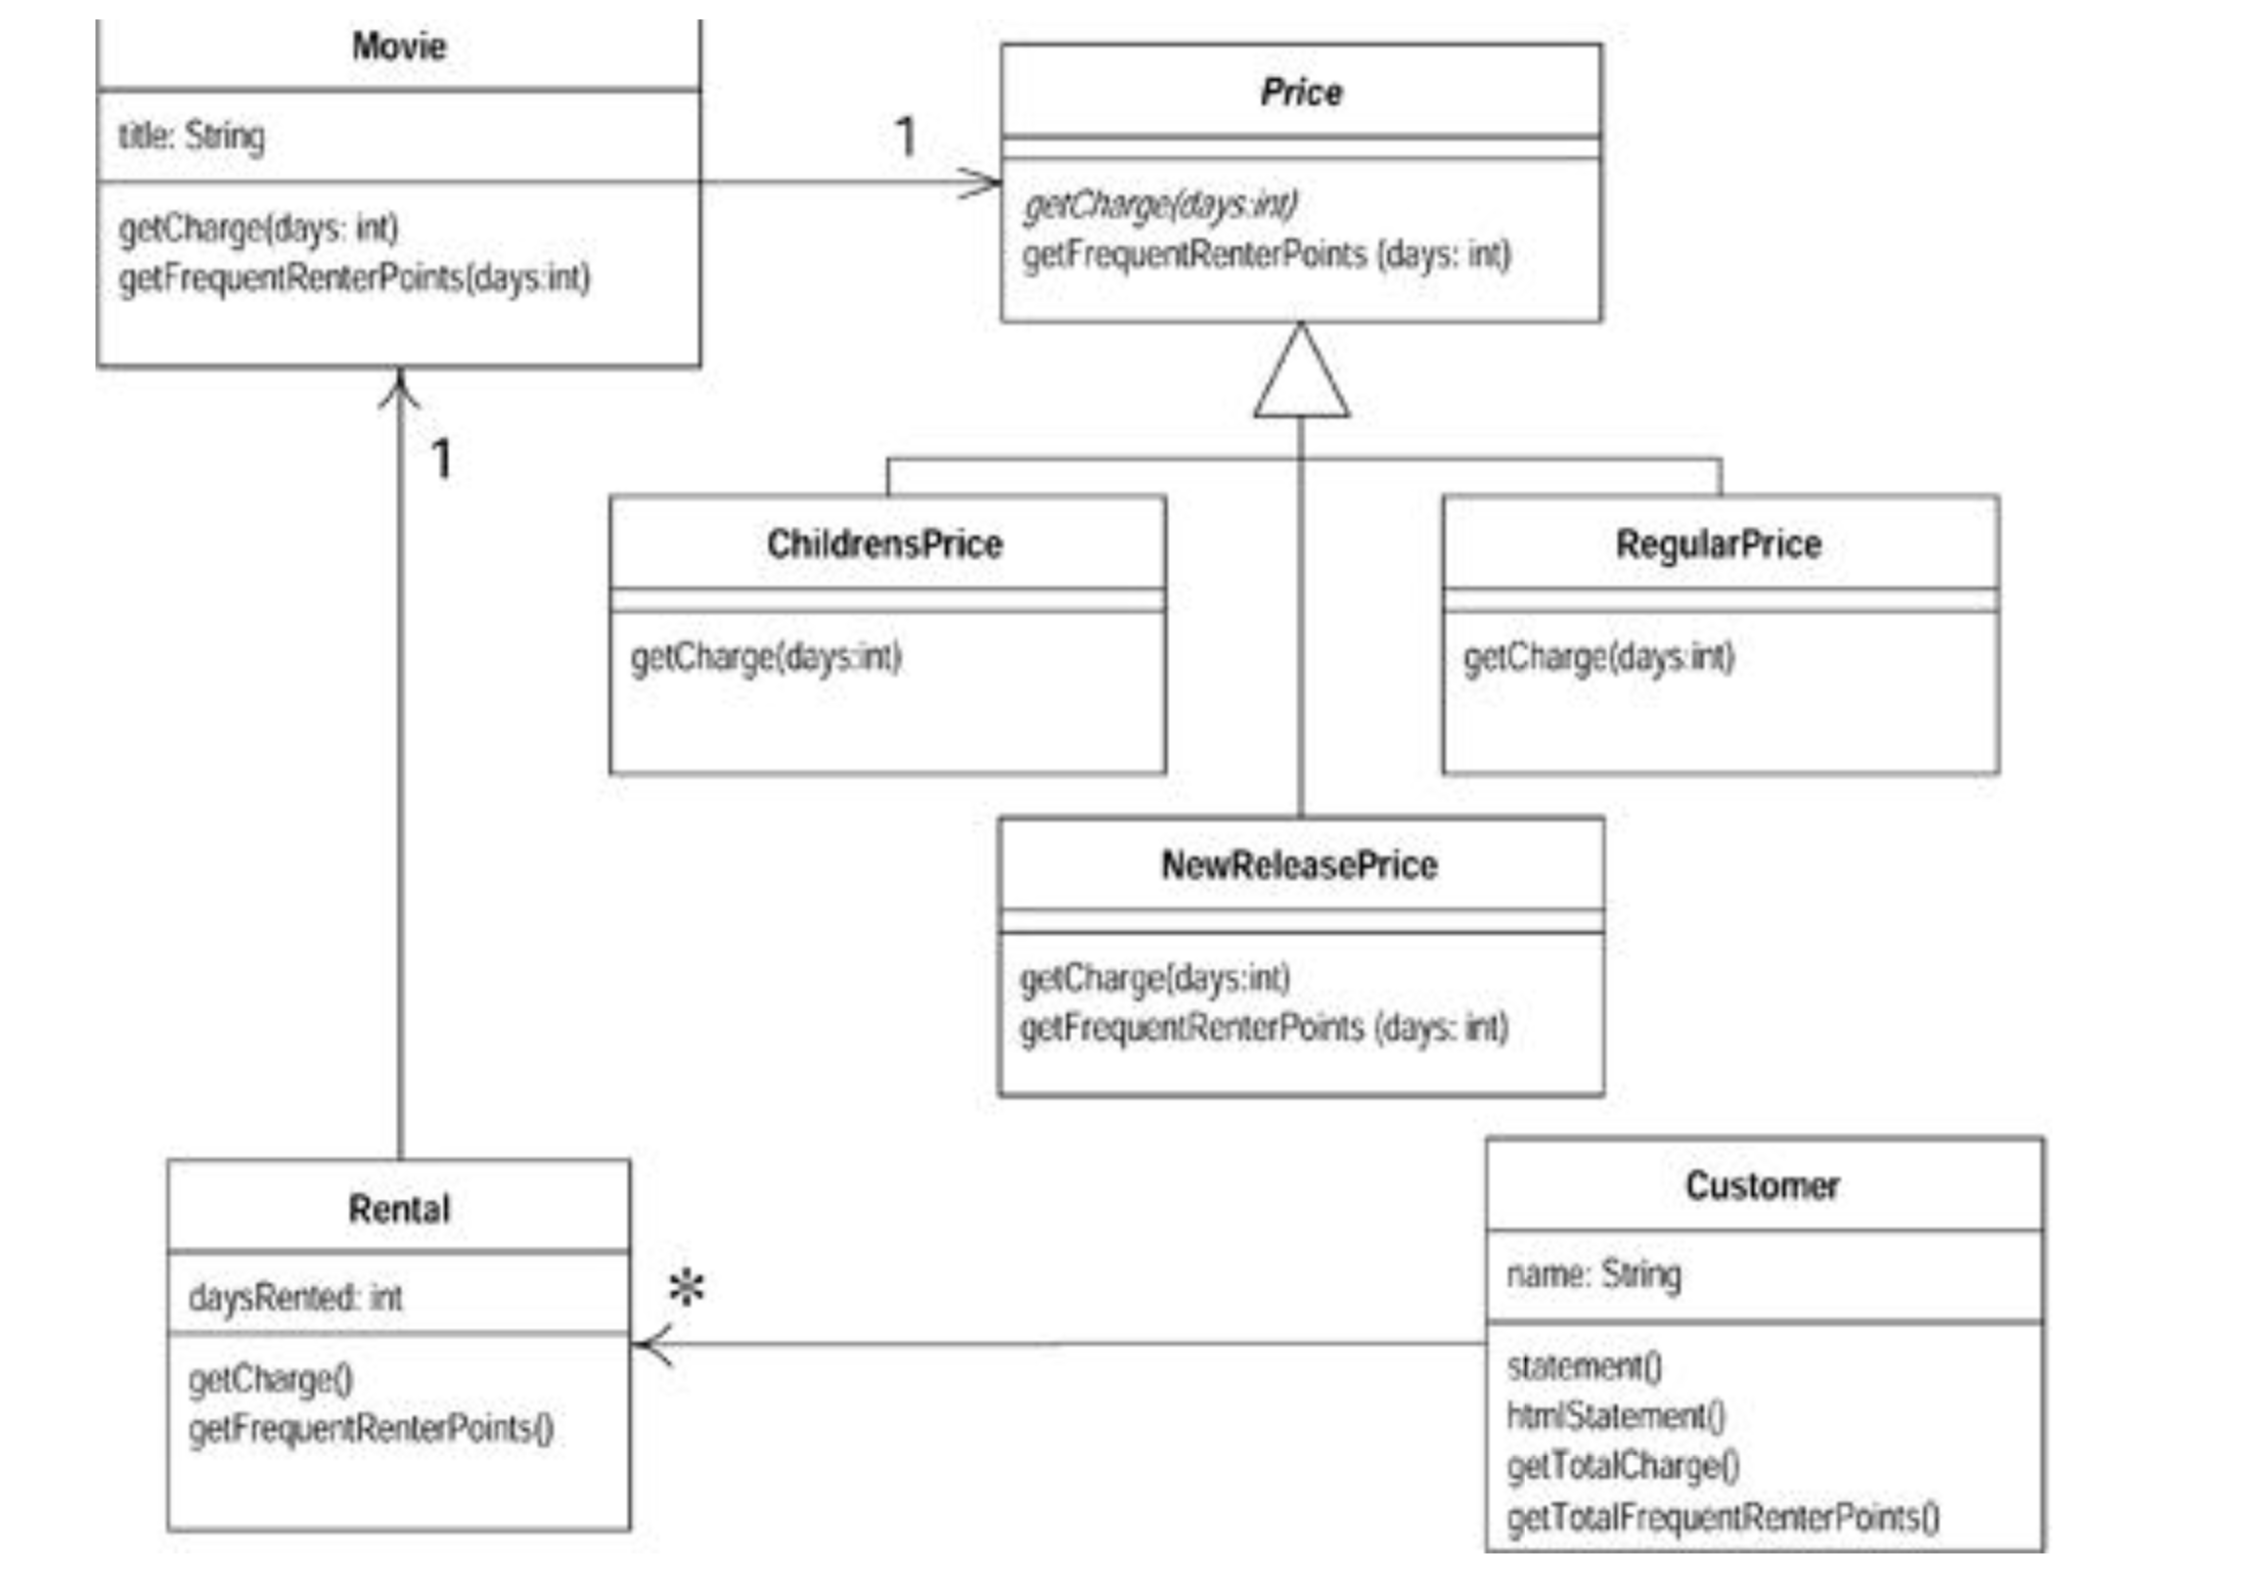 Movie
title: String
getCharge(days: int)
getFrequentRenterPoints(days:int)
1
Price
getCharge(days:int)
getFrequentRenterPoints (days: int)
1
ChildrensPrice
getCharge(days:int)
RegularPrice
getCharge(days:int)
NewReleasePrice
getCharge(days:int)
getFrequentRenterPoints (days: int)
Rental
daysRented: int
getCharge()
getFrequentRenterPoints()
*
Customer
name: String
statement()
htmlStatement()
getTotalCharge()
getTotalFrequentRenterPoints()